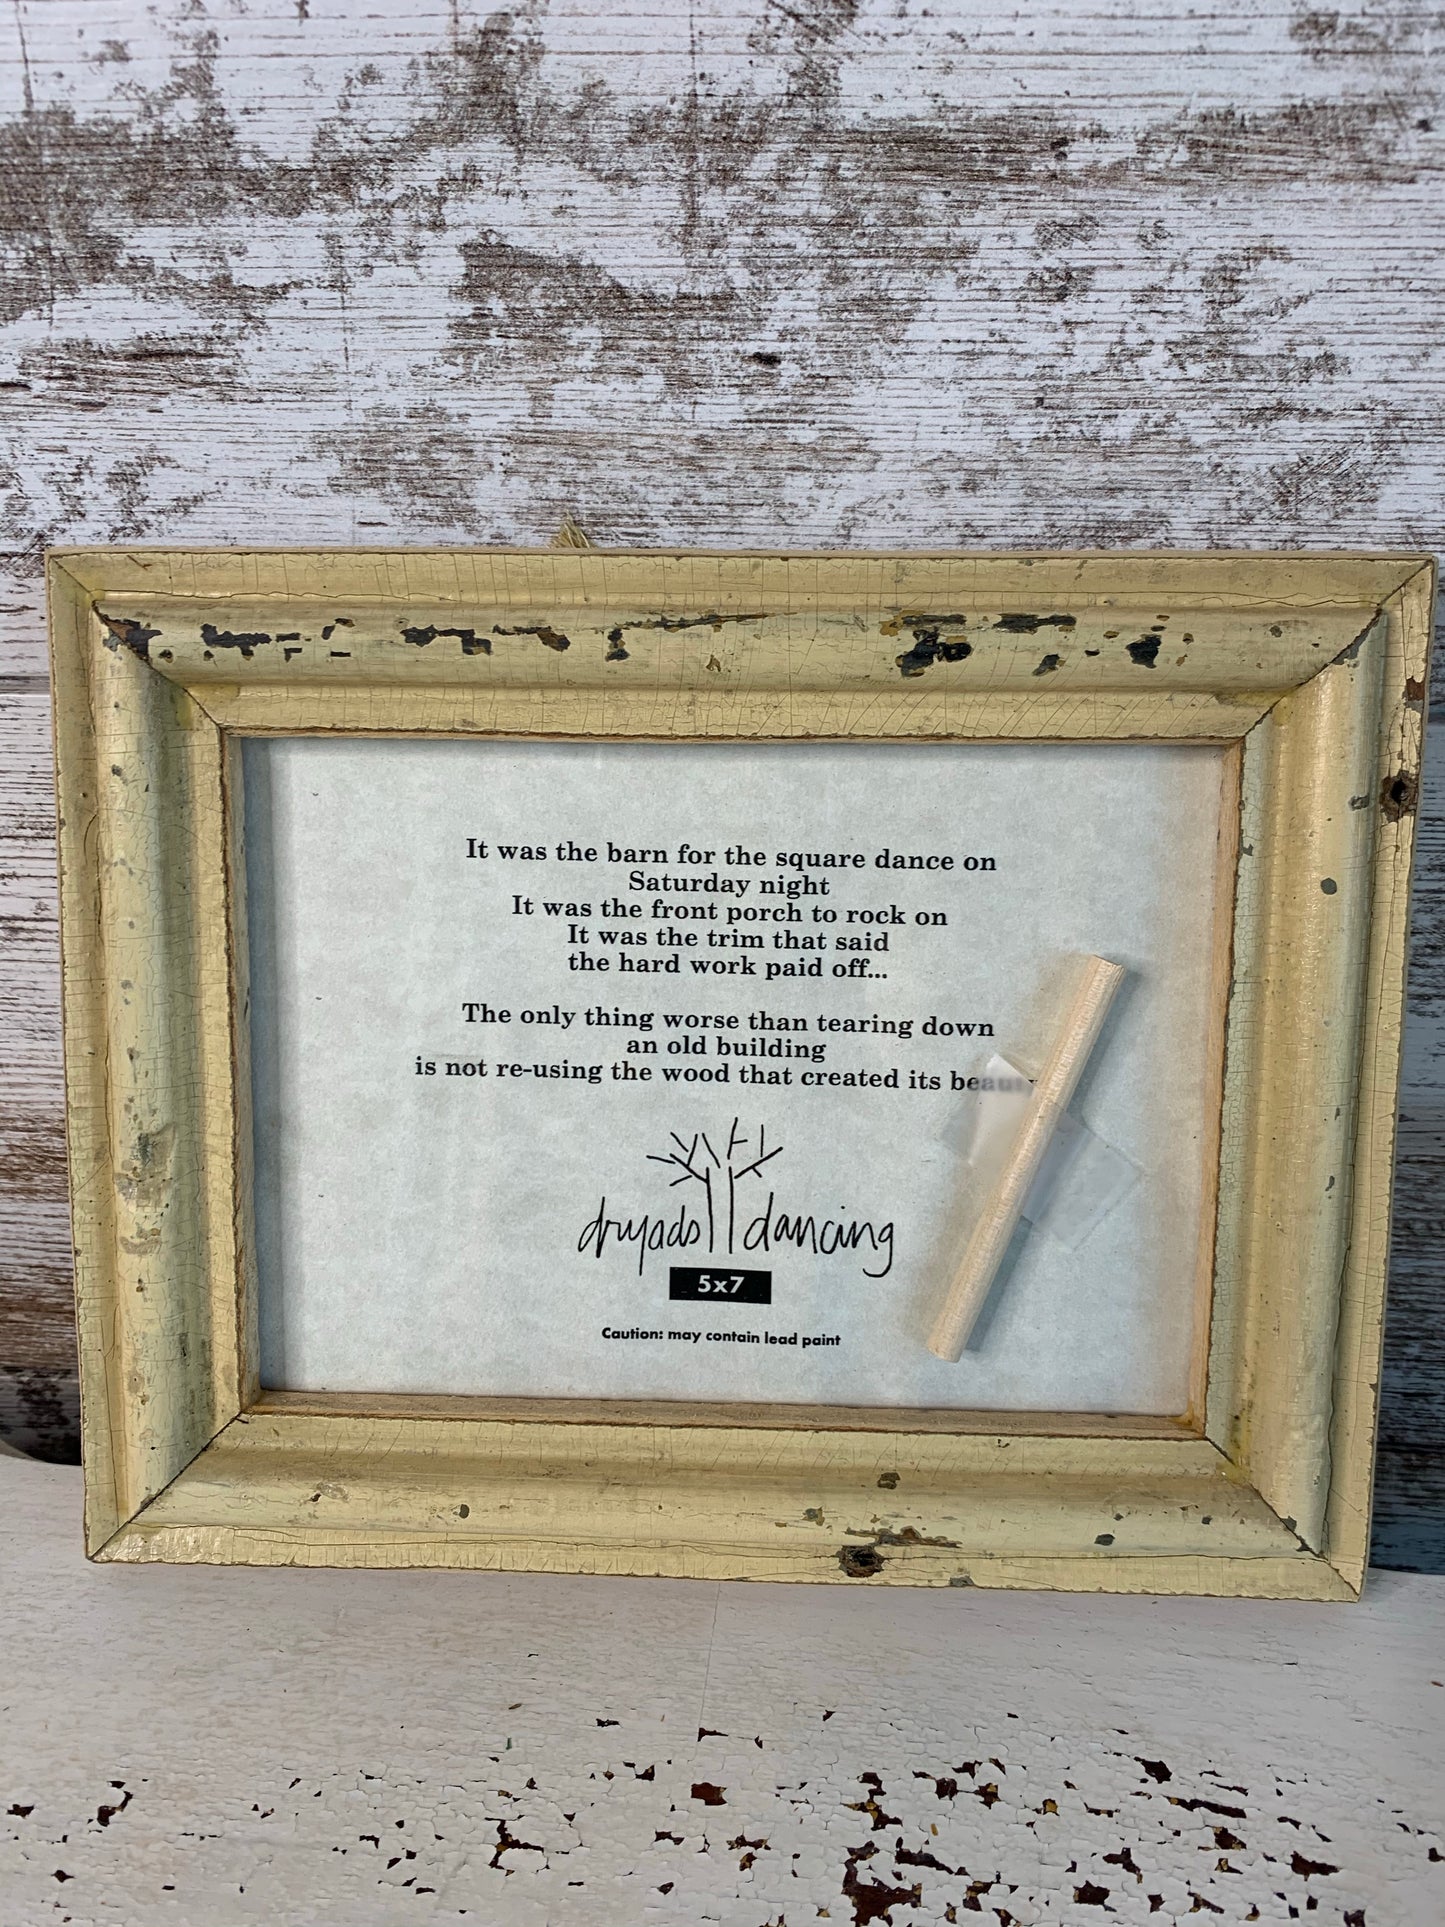 It was the barn for the square dance on
Saturday night
It was the front porch to rock on
It was the trim that said
the hard work paid off...
The only thing worse than tearing down
an old building
is not re-using the wood that created its beauty
dryads dancing
5x7
Caution: may contain lead paint